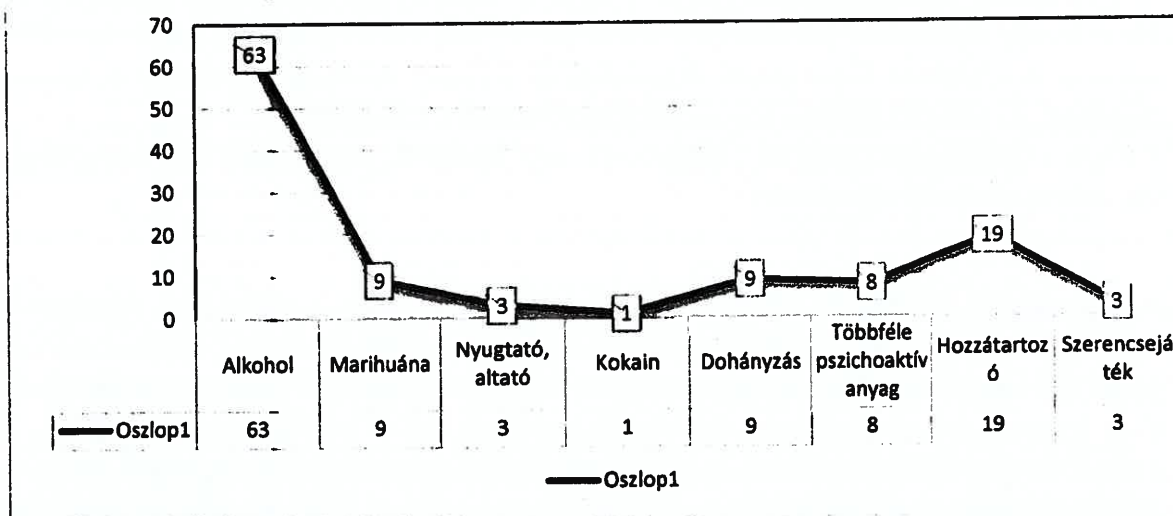 70
60
50
40
30
20
10
0
63
9
3
1
9
8
19
3
Alkohol
Marihuána
Nyugtató,
altató
Kokain
Dohányzás
Többféle
pszichoaktív
anyag
Hozzátartoz
ó
Szerencsejá
ték
Oszlop1 63 9 3 1 9 8 19 3
Oszlop1